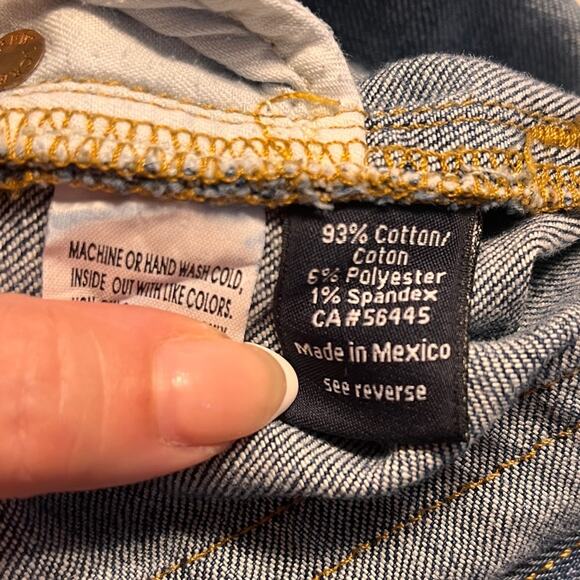 MACHINE OR HAND WASH COLD,
INSIDE OUT WITH LIKE COLORS.
93% Cotton/
Coton
6% Polyester
1% Spandex
CA#56445
Made in Mexico
see reverse